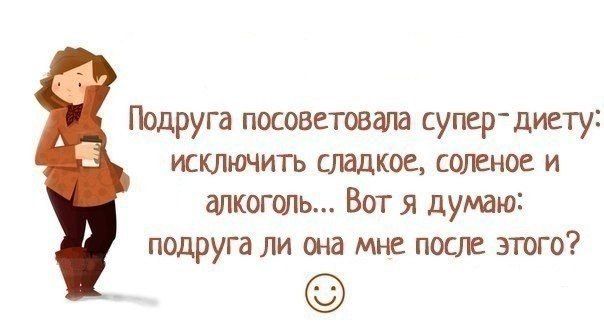 Подруга посоветовала супер-диету:
исключить сладкое, соленое и
алкоголь... Вот я думаю:
подруга ли она мне после этого?